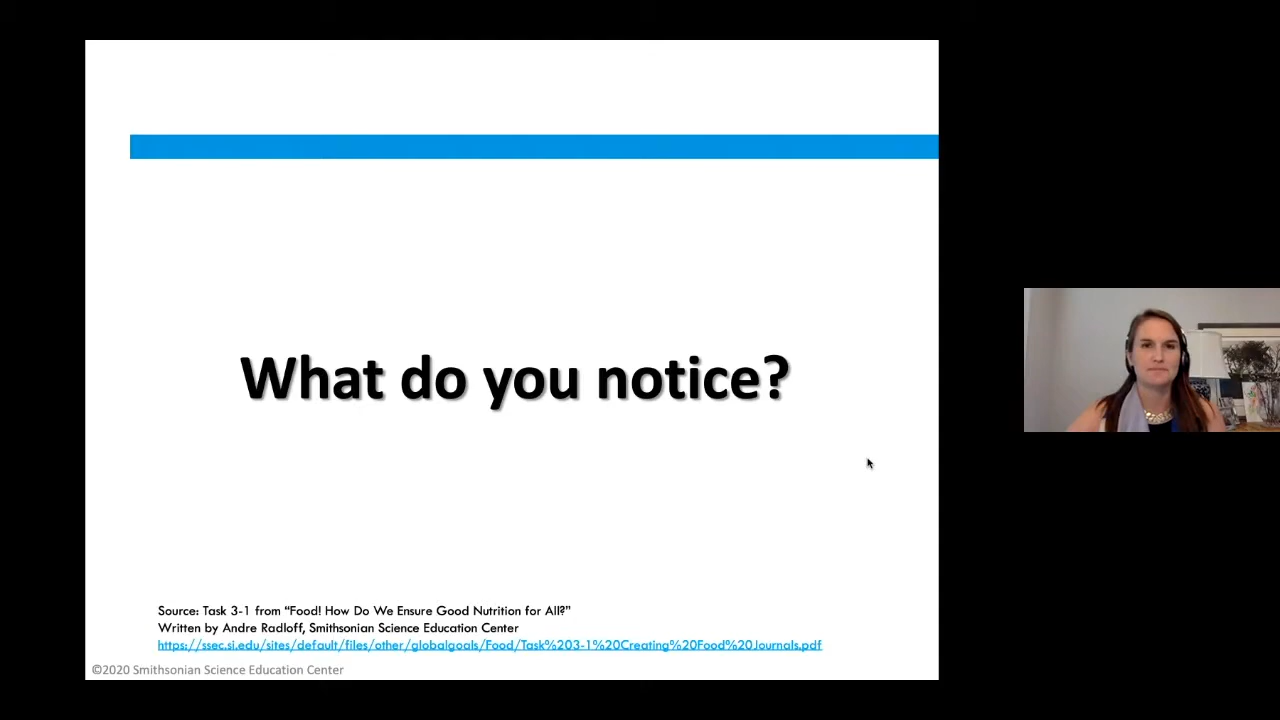 What do you notice?
Source: Task 3-1 from “Food! How Do We Ensure Good Nutrition for All?”
Written by Andre Radloff, Smithsonian Science Education Center
https://ssec.si.edu/sites/default/files/other/globalgoals/Food/Task%203-1%20Creating%20Food%20Journals.pdf
©2020 Smithsonian Science Education Center